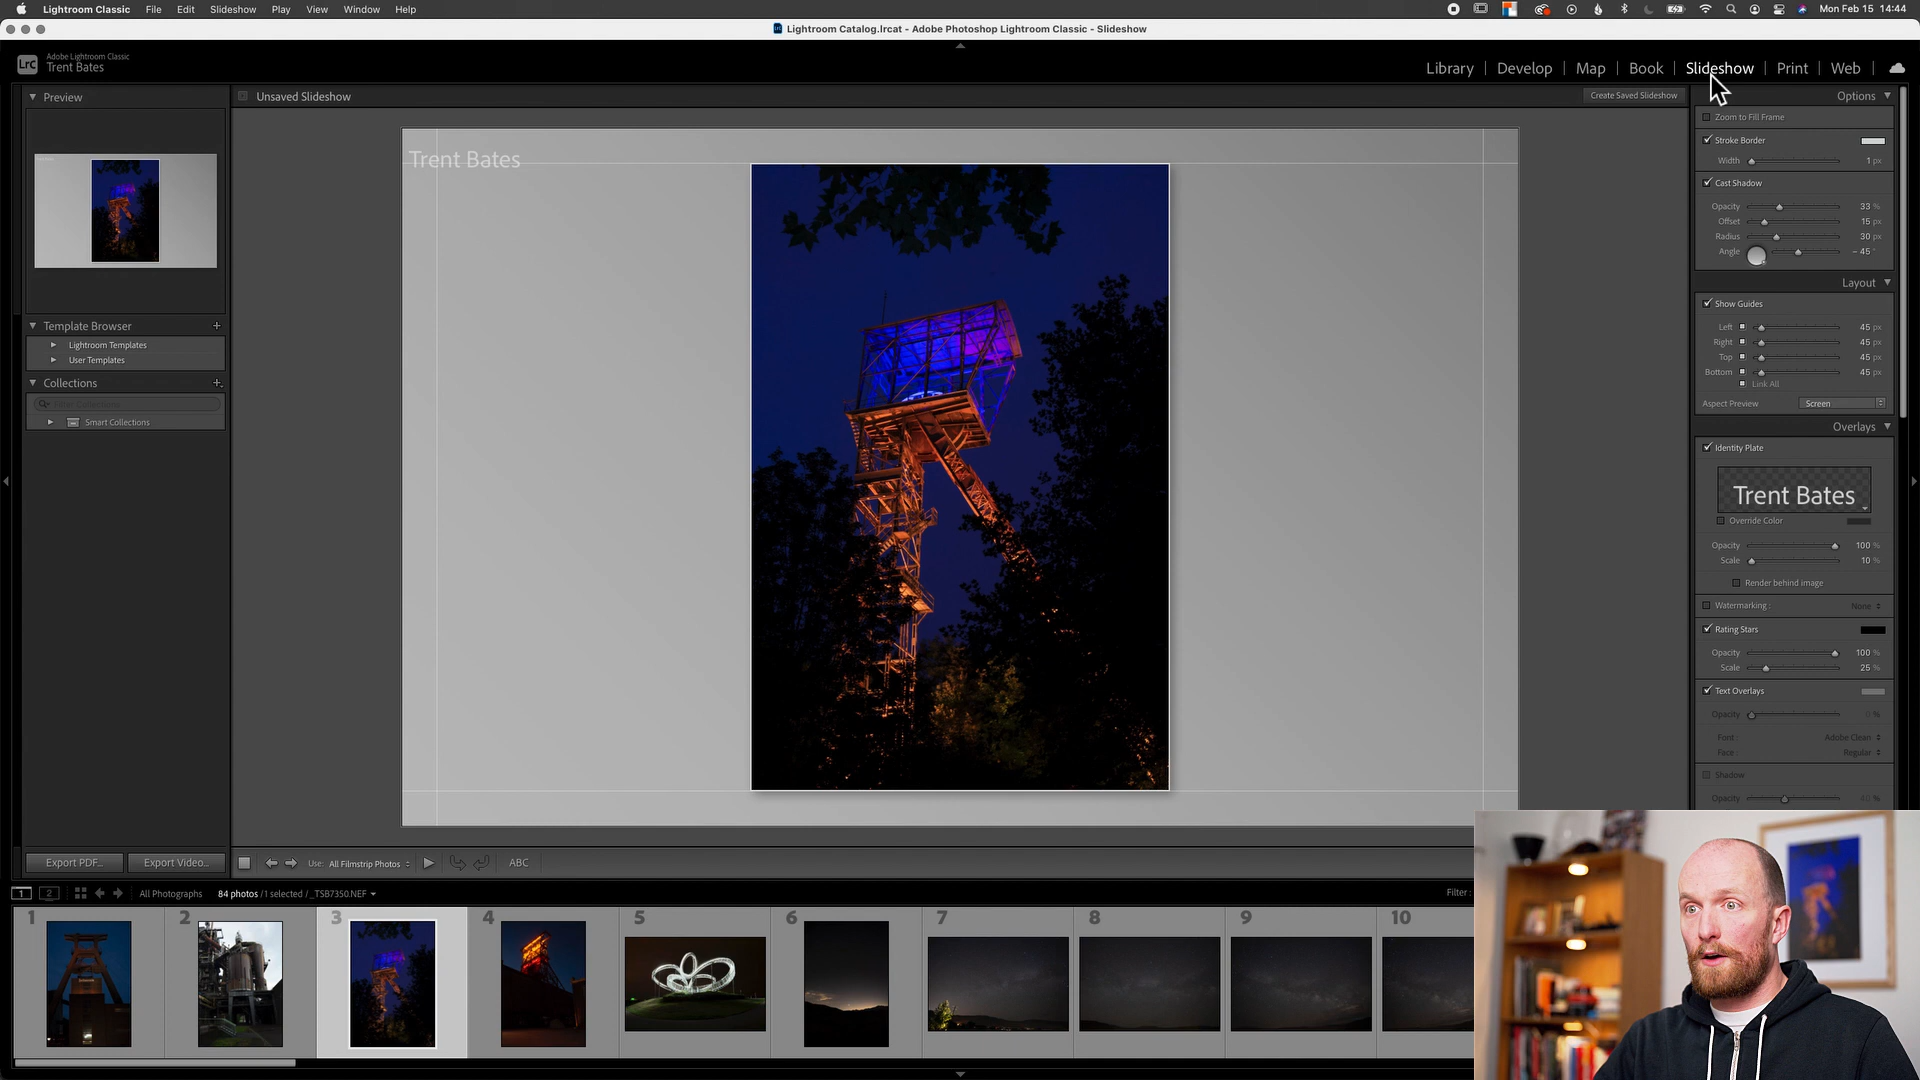 Lightroom Classic File Edit Slideshow Play View Window Help Mon Feb 15 14:44
Lightroom Catalog.lrcat - Adobe Photoshop Lightroom Classic - Slideshow
Lrc Adobe Lightroom Classic
Trent Bates
Library | Develop | Map | Book | Slideshow | Print | Web
Preview
Unsaved Slideshow
Create Saved Slideshow
Trent Bates
Template Browser
Lightroom Templates
User Templates
Collections
Filter Collections
Smart Collections
Export PDF...
Export Video...
Options
Zoom to Fill Frame
Stroke Border
Width 1 px
Cast Shadow
Opacity 33 %
Offset 15 px
Radius 30 px
Angle - 45 °
Layout
Show Guides
Left 45 px
Right 45 px
Top 45 px
Bottom 45 px
Link All
Aspect Preview Screen
Overlays
Identity Plate
Trent Bates
Override Color
Opacity 100 %
Scale 10 %
Render behind image
Watermarking: None
Rating Stars
Opacity 100 %
Scale 25 %
Text Overlays
Opacity 0 %
Font: Adobe Clean
Face: Regular
Shadow
Opacity 40 %
Use: All Filmstrip Photos
ABC
1 2 All Photographs 84 photos / 1 selected / _TSB7350.NEF
Filter:
1 2 3 4 5 6 7 8 9 10